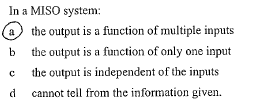 In a MISO system:
a the output is a function of multiple inputs
b the output is a function of only one input
c the output is independent of the inputs
d cannot tell from the information given.